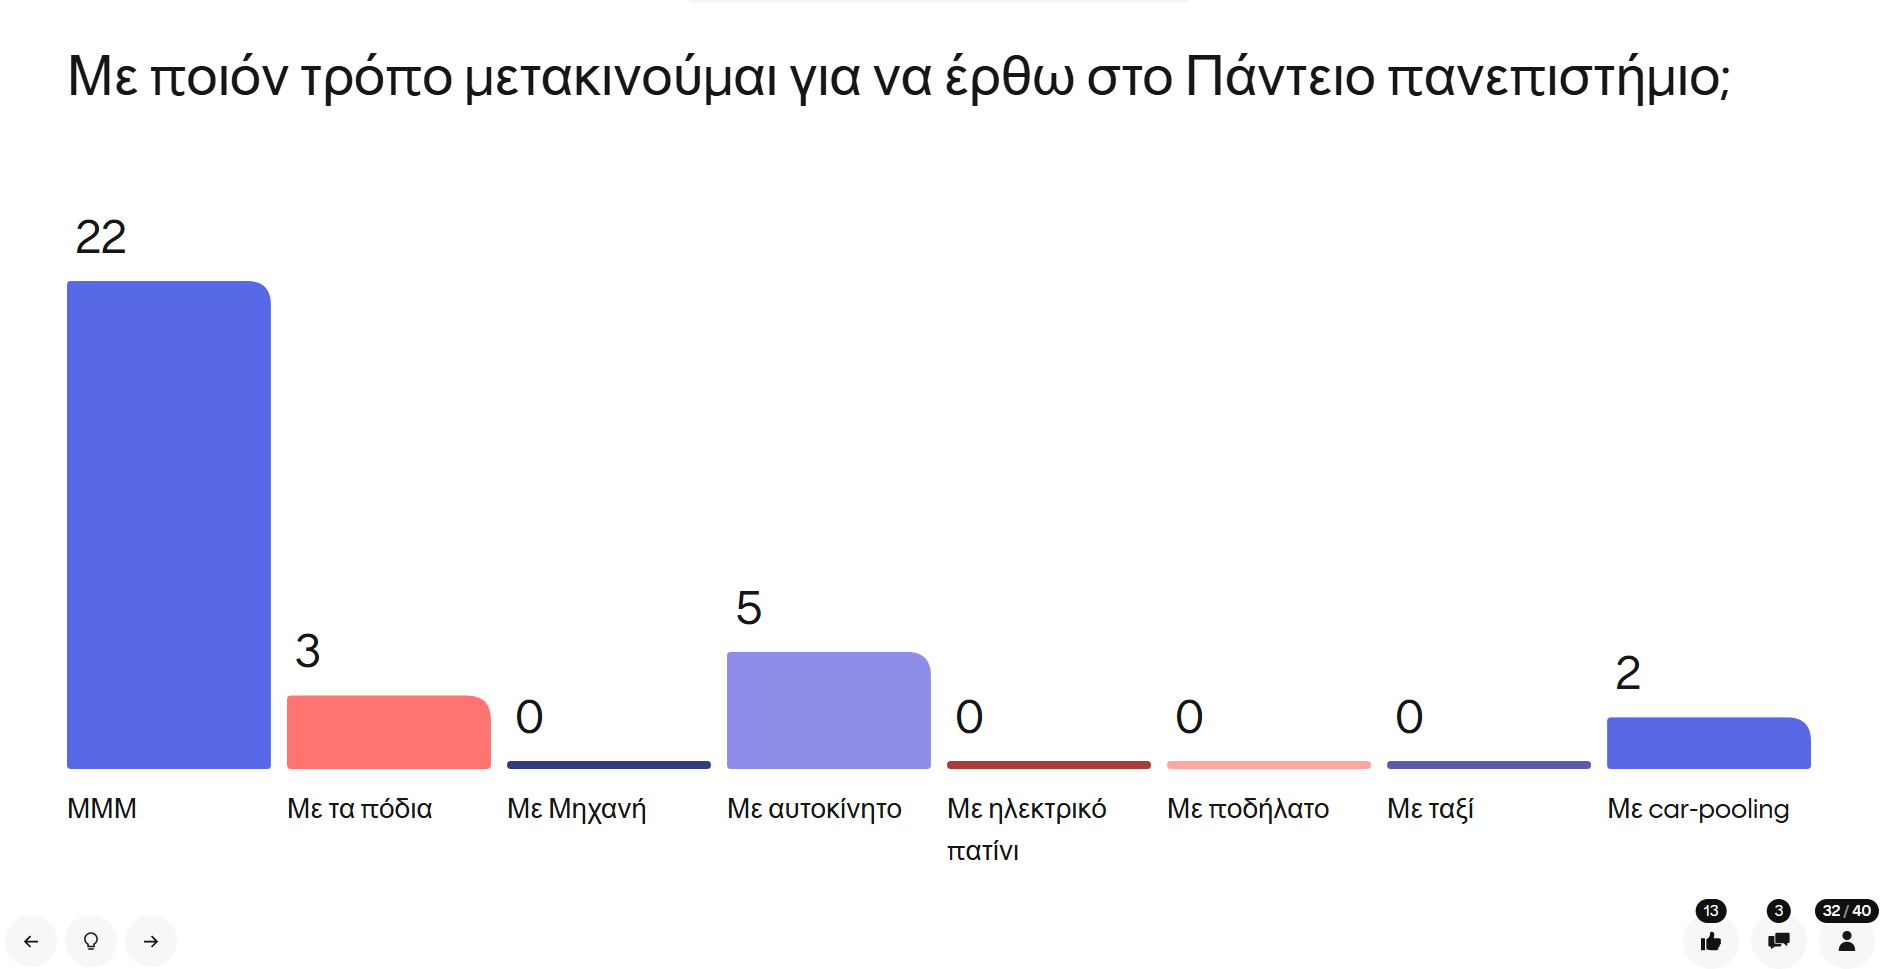 Με ποιόν τρόπο μετακινούμαι για να έρθω στο Πάντειο πανεπιστήμιο;
22
3
0
5
0
0
0
2
ΜΜΜ
Με τα πόδια
Με Μηχανή
Με αυτοκίνητο
Με ηλεκτρικό
πατίνι
Με ποδήλατο
Με ταξί
Με car-pooling
13
3
32 / 40